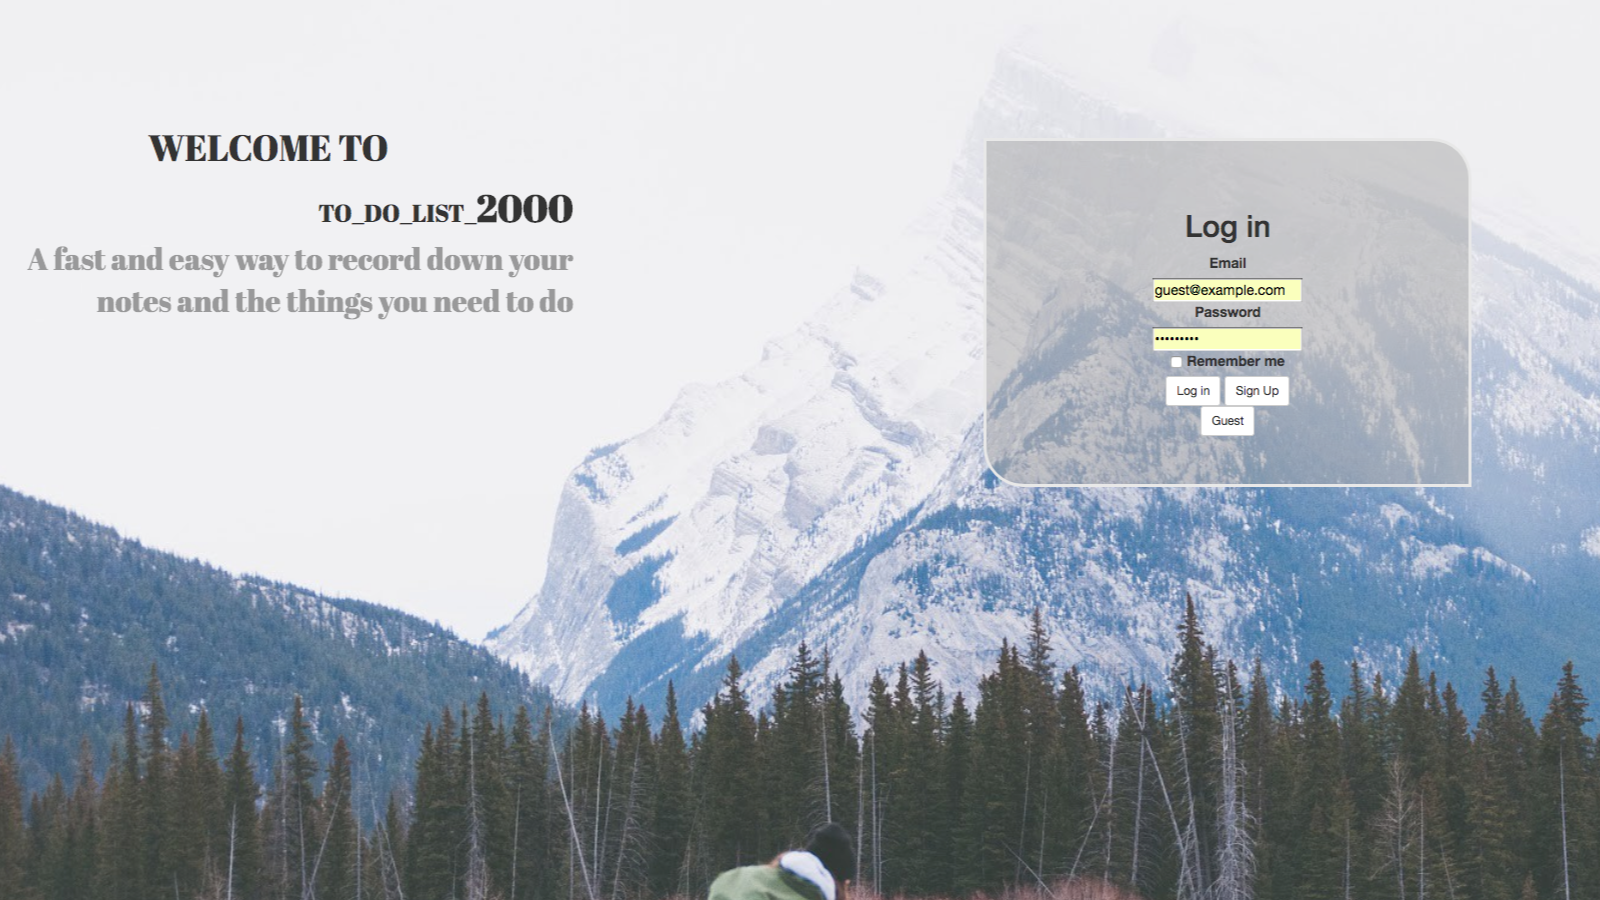 WELCOME TO
TO_DO_LIST_2000
A fast and easy way to record down your
notes and the things you need to do
Log in
Email
guest@example.com
Password
•••••••••
Remember me
Log in Sign Up
Guest